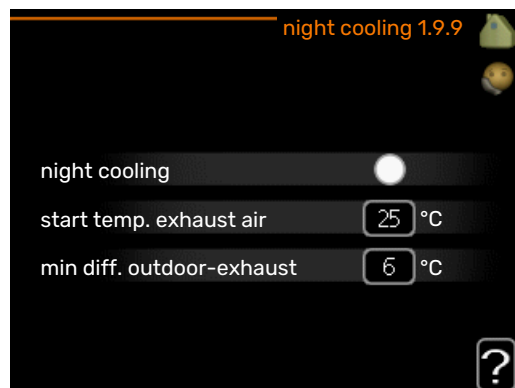 night cooling 1.9.9
night cooling
start temp. exhaust air 25 °C
min diff. outdoor-exhaust 6 °C
?